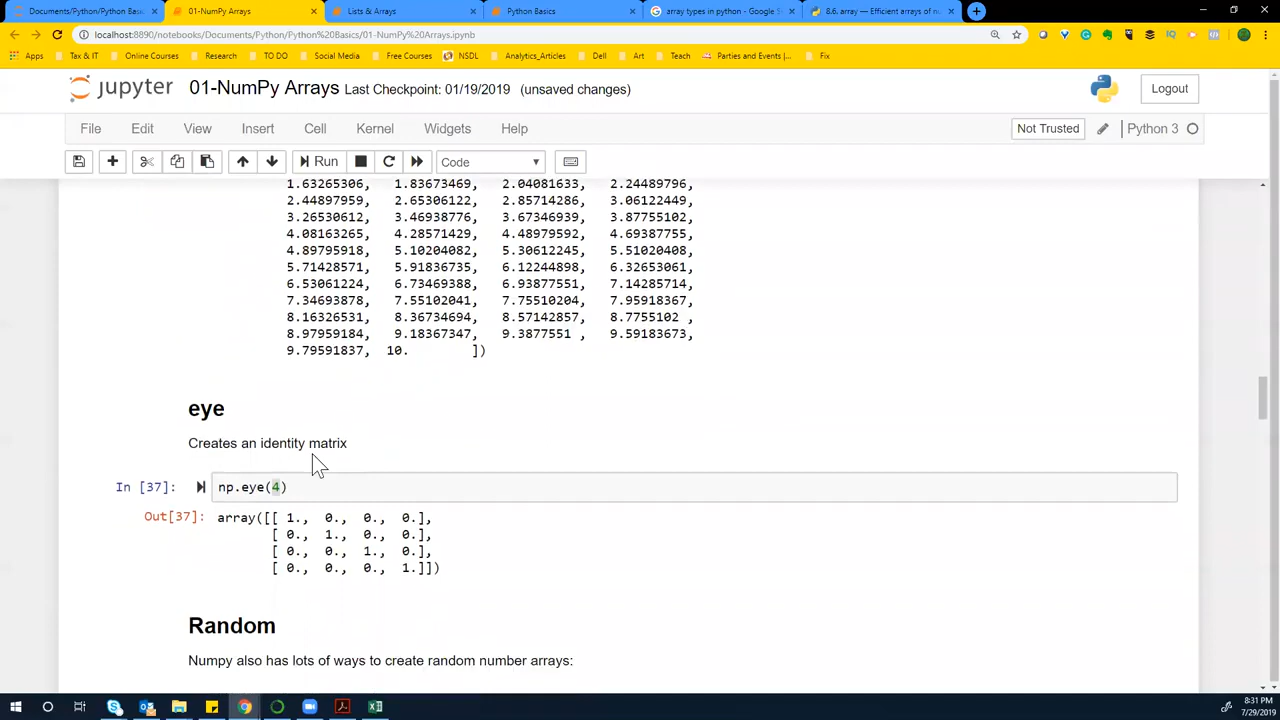 Documents/Python/Python Basi
01-NumPy Arrays
Lists & Arrays
Python Basics
array types in python - Google S
8.6. array — Efficient arrays of nu
localhost:8890/notebooks/Documents/Python/Python%20Basics/01-NumPy%20Arrays.ipynb
Apps Tax & IT Online Courses Research TO DO Social Media Free Courses NSDL Analytics_Articles Dell Art Teach Parties and Events | Fix
jupyter 01-NumPy Arrays Last Checkpoint: 01/19/2019 (unsaved changes) Logout
File Edit View Insert Cell Kernel Widgets Help Not Trusted Python 3
Run Code
1.63265306, 1.83673469, 2.04081633, 2.24489796,
2.44897959, 2.65306122, 2.85714286, 3.06122449,
3.26530612, 3.46938776, 3.67346939, 3.87755102,
4.08163265, 4.28571429, 4.48979592, 4.69387755,
4.89795918, 5.10204082, 5.30612245, 5.51020408,
5.71428571, 5.91836735, 6.12244898, 6.32653061,
6.53061224, 6.73469388, 6.93877551, 7.14285714,
7.34693878, 7.55102041, 7.75510204, 7.95918367,
8.16326531, 8.36734694, 8.57142857, 8.7755102 ,
8.97959184, 9.18367347, 9.3877551 , 9.59183673,
9.79591837, 10. ])
eye
Creates an identity matrix
In [37]: np.eye(4)
Out[37]: array([[ 1., 0., 0., 0.],
[ 0., 1., 0., 0.],
[ 0., 0., 1., 0.],
[ 0., 0., 0., 1.]])
Random
Numpy also has lots of ways to create random number arrays:
8:31 PM
7/29/2019